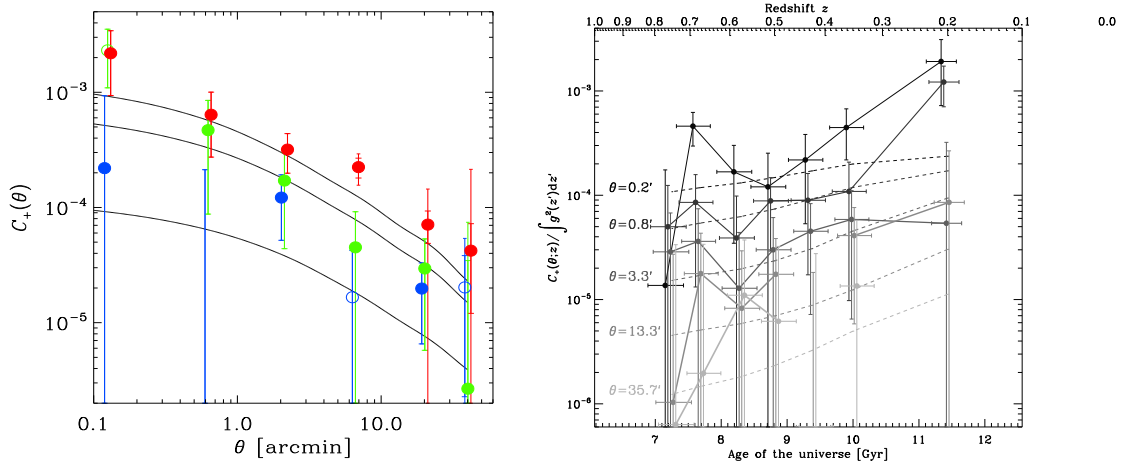 10⁻³
10⁻⁴
10⁻⁵
C₊(θ)
0.1 1.0 10.0
θ [arcmin]
Redshift z
1.0 0.9 0.8 0.7 0.6 0.5 0.4 0.3 0.2 0.1 0.0
10⁻³
10⁻⁴
10⁻⁵
10⁻⁶
C₊(θ;z)/∫g²(z')dz'
θ=0.2'
θ=0.8'
θ=3.3'
θ=13.3'
θ=35.7'
7 8 9 10 11 12
Age of the universe [Gyr]